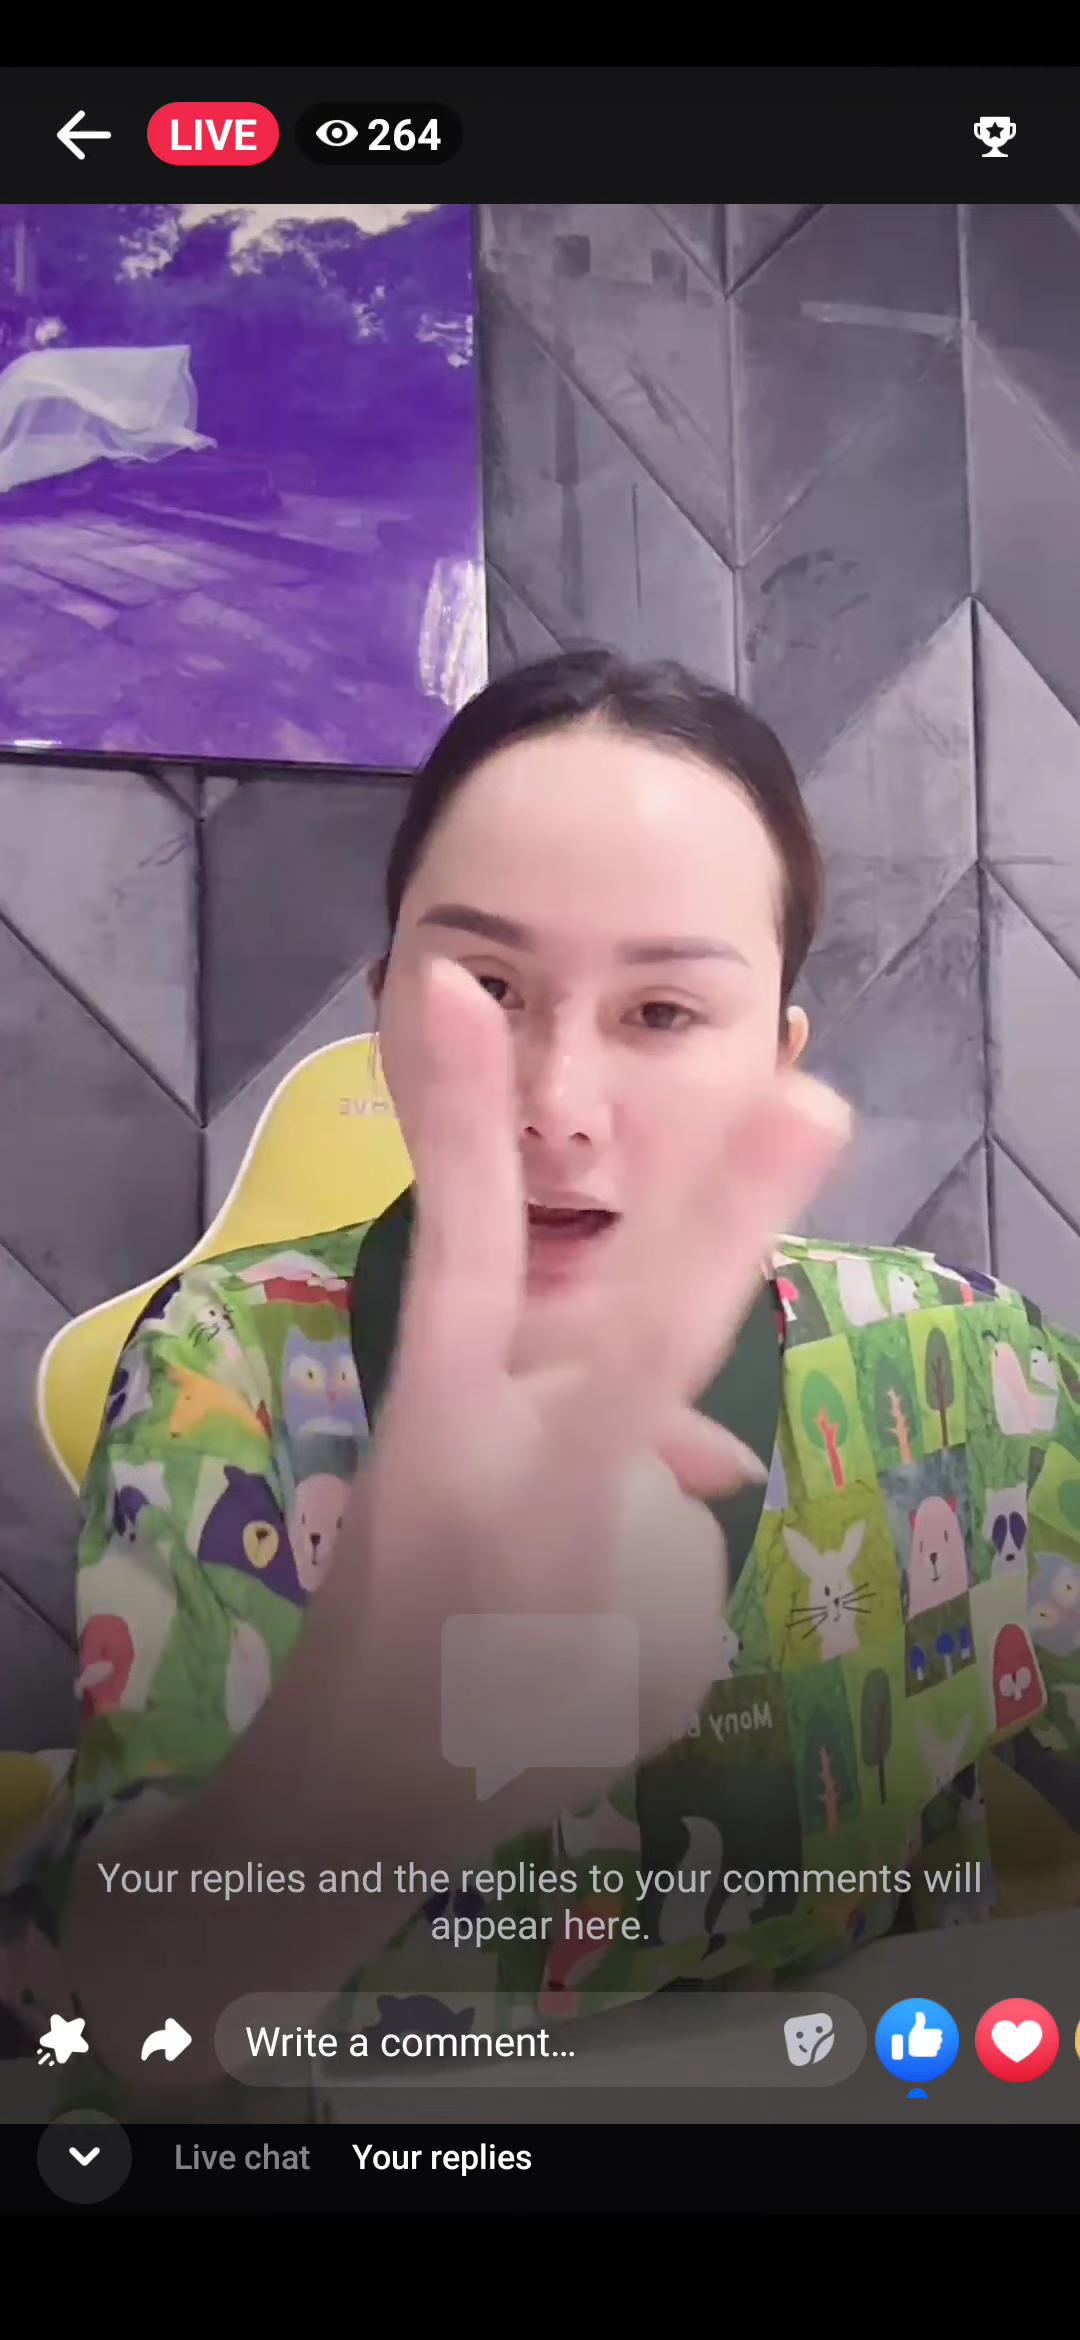 LIVE 264
Mony
Your replies and the replies to your comments will
appear here.
Write a comment...
Live chat Your replies